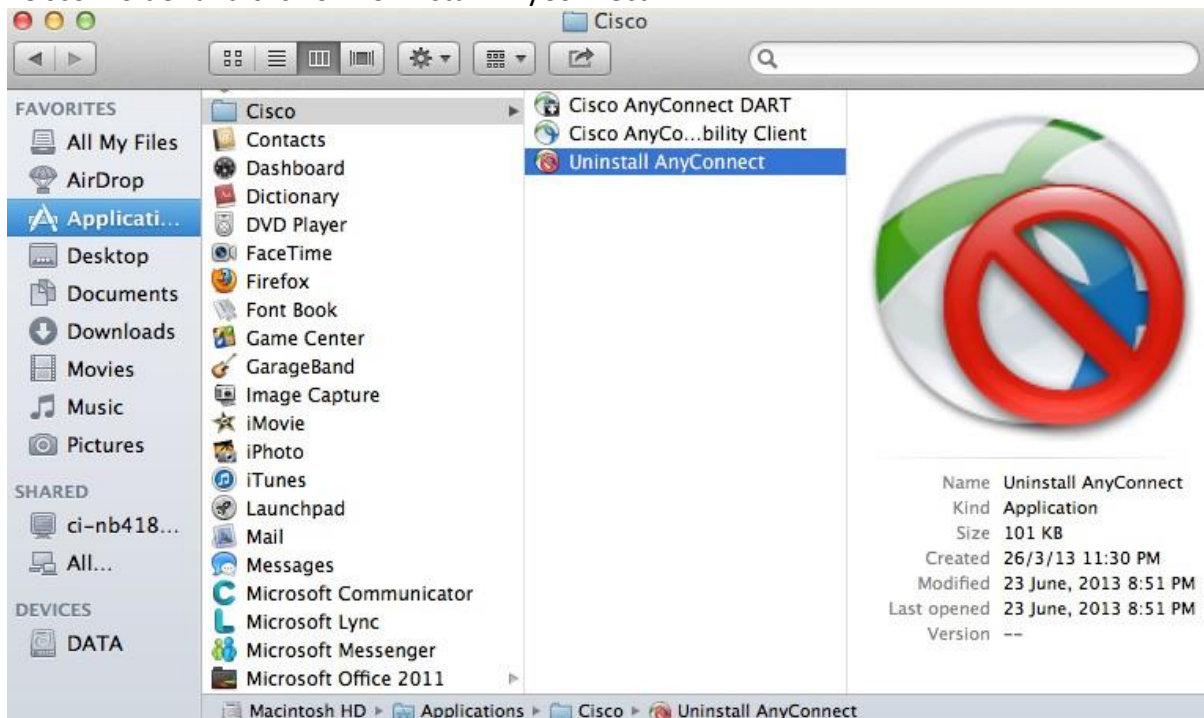 Cisco
FAVORITES
All My Files
AirDrop
Applicati...
Desktop
Documents
Downloads
Movies
Music
Pictures
SHARED
ci-nb418...
All...
DEVICES
DATA
Cisco
Contacts
Dashboard
Dictionary
DVD Player
FaceTime
Firefox
Font Book
Game Center
GarageBand
Image Capture
iMovie
iPhoto
iTunes
Launchpad
Mail
Messages
Microsoft Communicator
Microsoft Lync
Microsoft Messenger
Microsoft Office 2011
Cisco AnyConnect DART
Cisco AnyCo...bility Client
Uninstall AnyConnect
Name Uninstall AnyConnect
Kind Application
Size 101 KB
Created 26/3/13 11:30 PM
Modified 23 June, 2013 8:51 PM
Last opened 23 June, 2013 8:51 PM
Version --
Macintosh HD ▸ Applications ▸ Cisco ▸ Uninstall AnyConnect